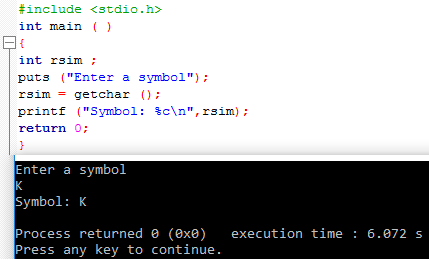 #include <stdio.h>
int main ( )
{
int rsim ;
puts ("Enter a symbol");
rsim = getchar ();
printf ("Symbol: %c\n",rsim);
return 0;
}
Enter a symbol
K
Symbol: K
Process returned 0 (0x0)   execution time : 6.072 s
Press any key to continue.